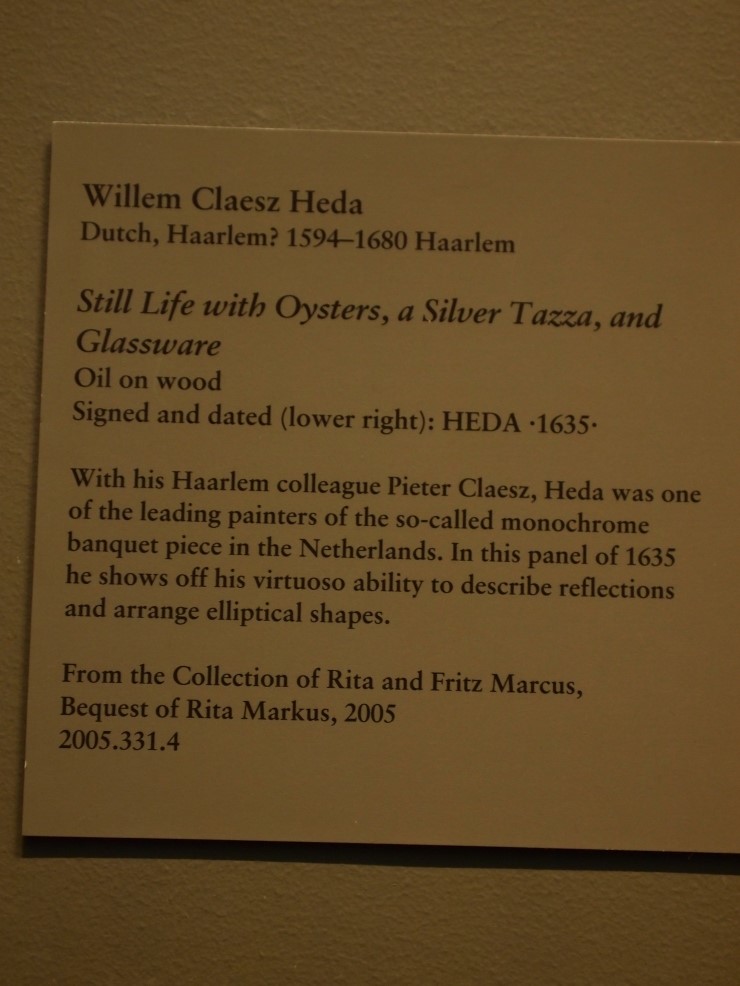 Willem Claesz Heda
Dutch, Haarlem? 1594–1680 Haarlem
Still Life with Oysters, a Silver Tazza, and
Glassware
Oil on wood
Signed and dated (lower right): HEDA ·1635·
With his Haarlem colleague Pieter Claesz, Heda was one
of the leading painters of the so-called monochrome
banquet piece in the Netherlands. In this panel of 1635
he shows off his virtuoso ability to describe reflections
and arrange elliptical shapes.
From the Collection of Rita and Fritz Marcus,
Bequest of Rita Markus, 2005
2005.331.4